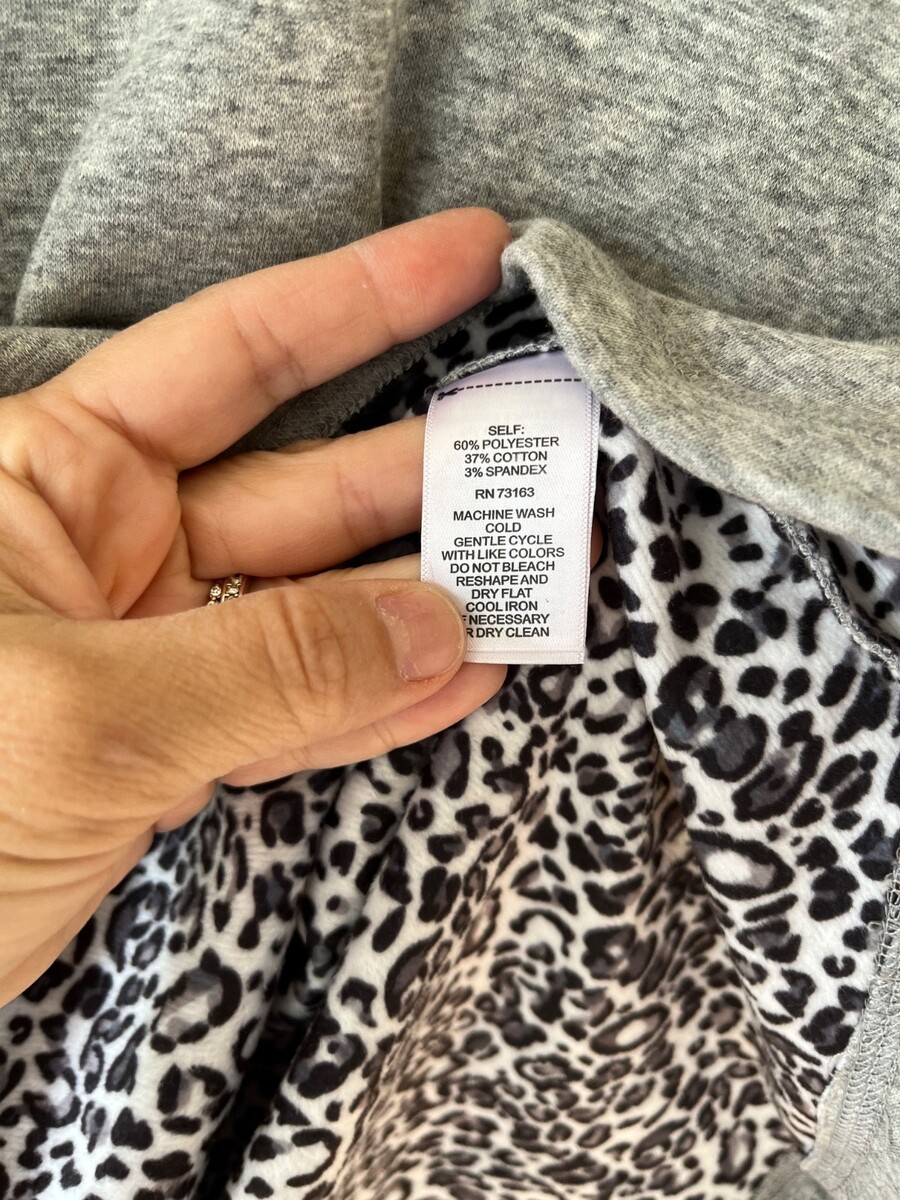 SELF:
60% POLYESTER
37% COTTON
3% SPANDEX
RN 73163
MACHINE WASH
COLD
GENTLE CYCLE
WITH LIKE COLORS
DO NOT BLEACH
RESHAPE AND
DRY FLAT
COOL IRON
NECESSARY
DRY CLEAN